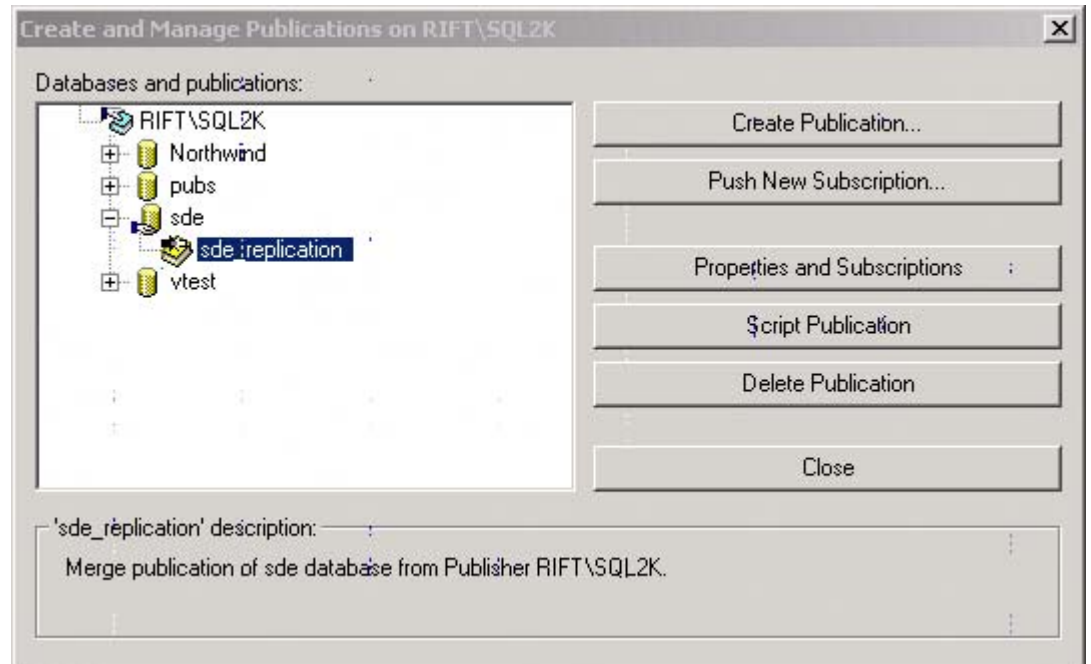 Create and Manage Publications on RIFT\SQL2K
Databases and publications:
RIFT\SQL2K
Northwind
pubs
sde
sde_replication
vtest
Create Publication...
Push New Subscription...
Properties and Subscriptions
Script Publication
Delete Publication
Close
'sde_replication' description:
Merge publication of sde database from Publisher RIFT\SQL2K.